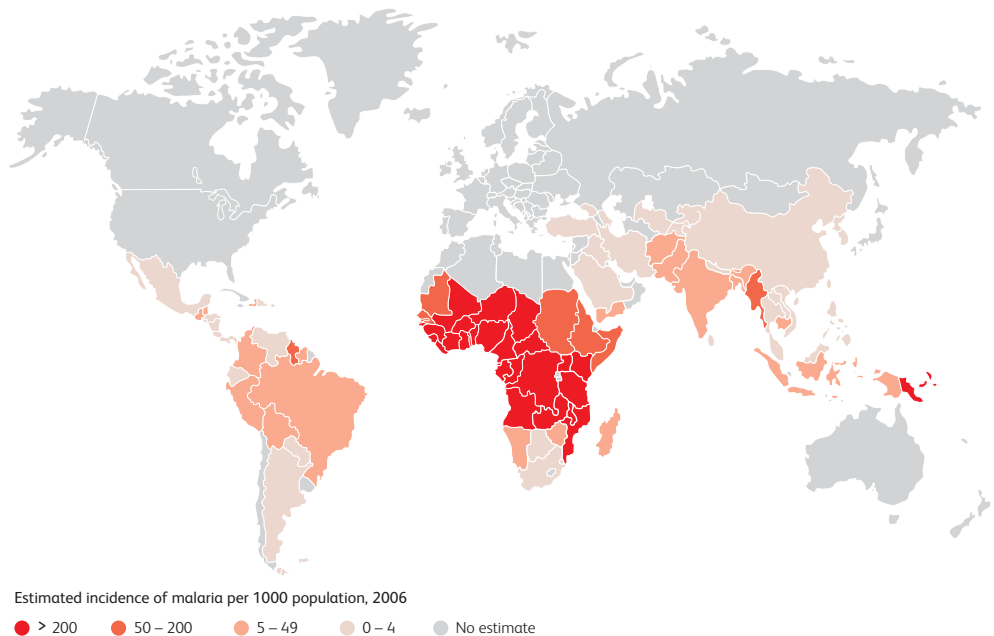 Estimated incidence of malaria per 1000 population, 2006
> 200 50 – 200 5 – 49 0 – 4 No estimate